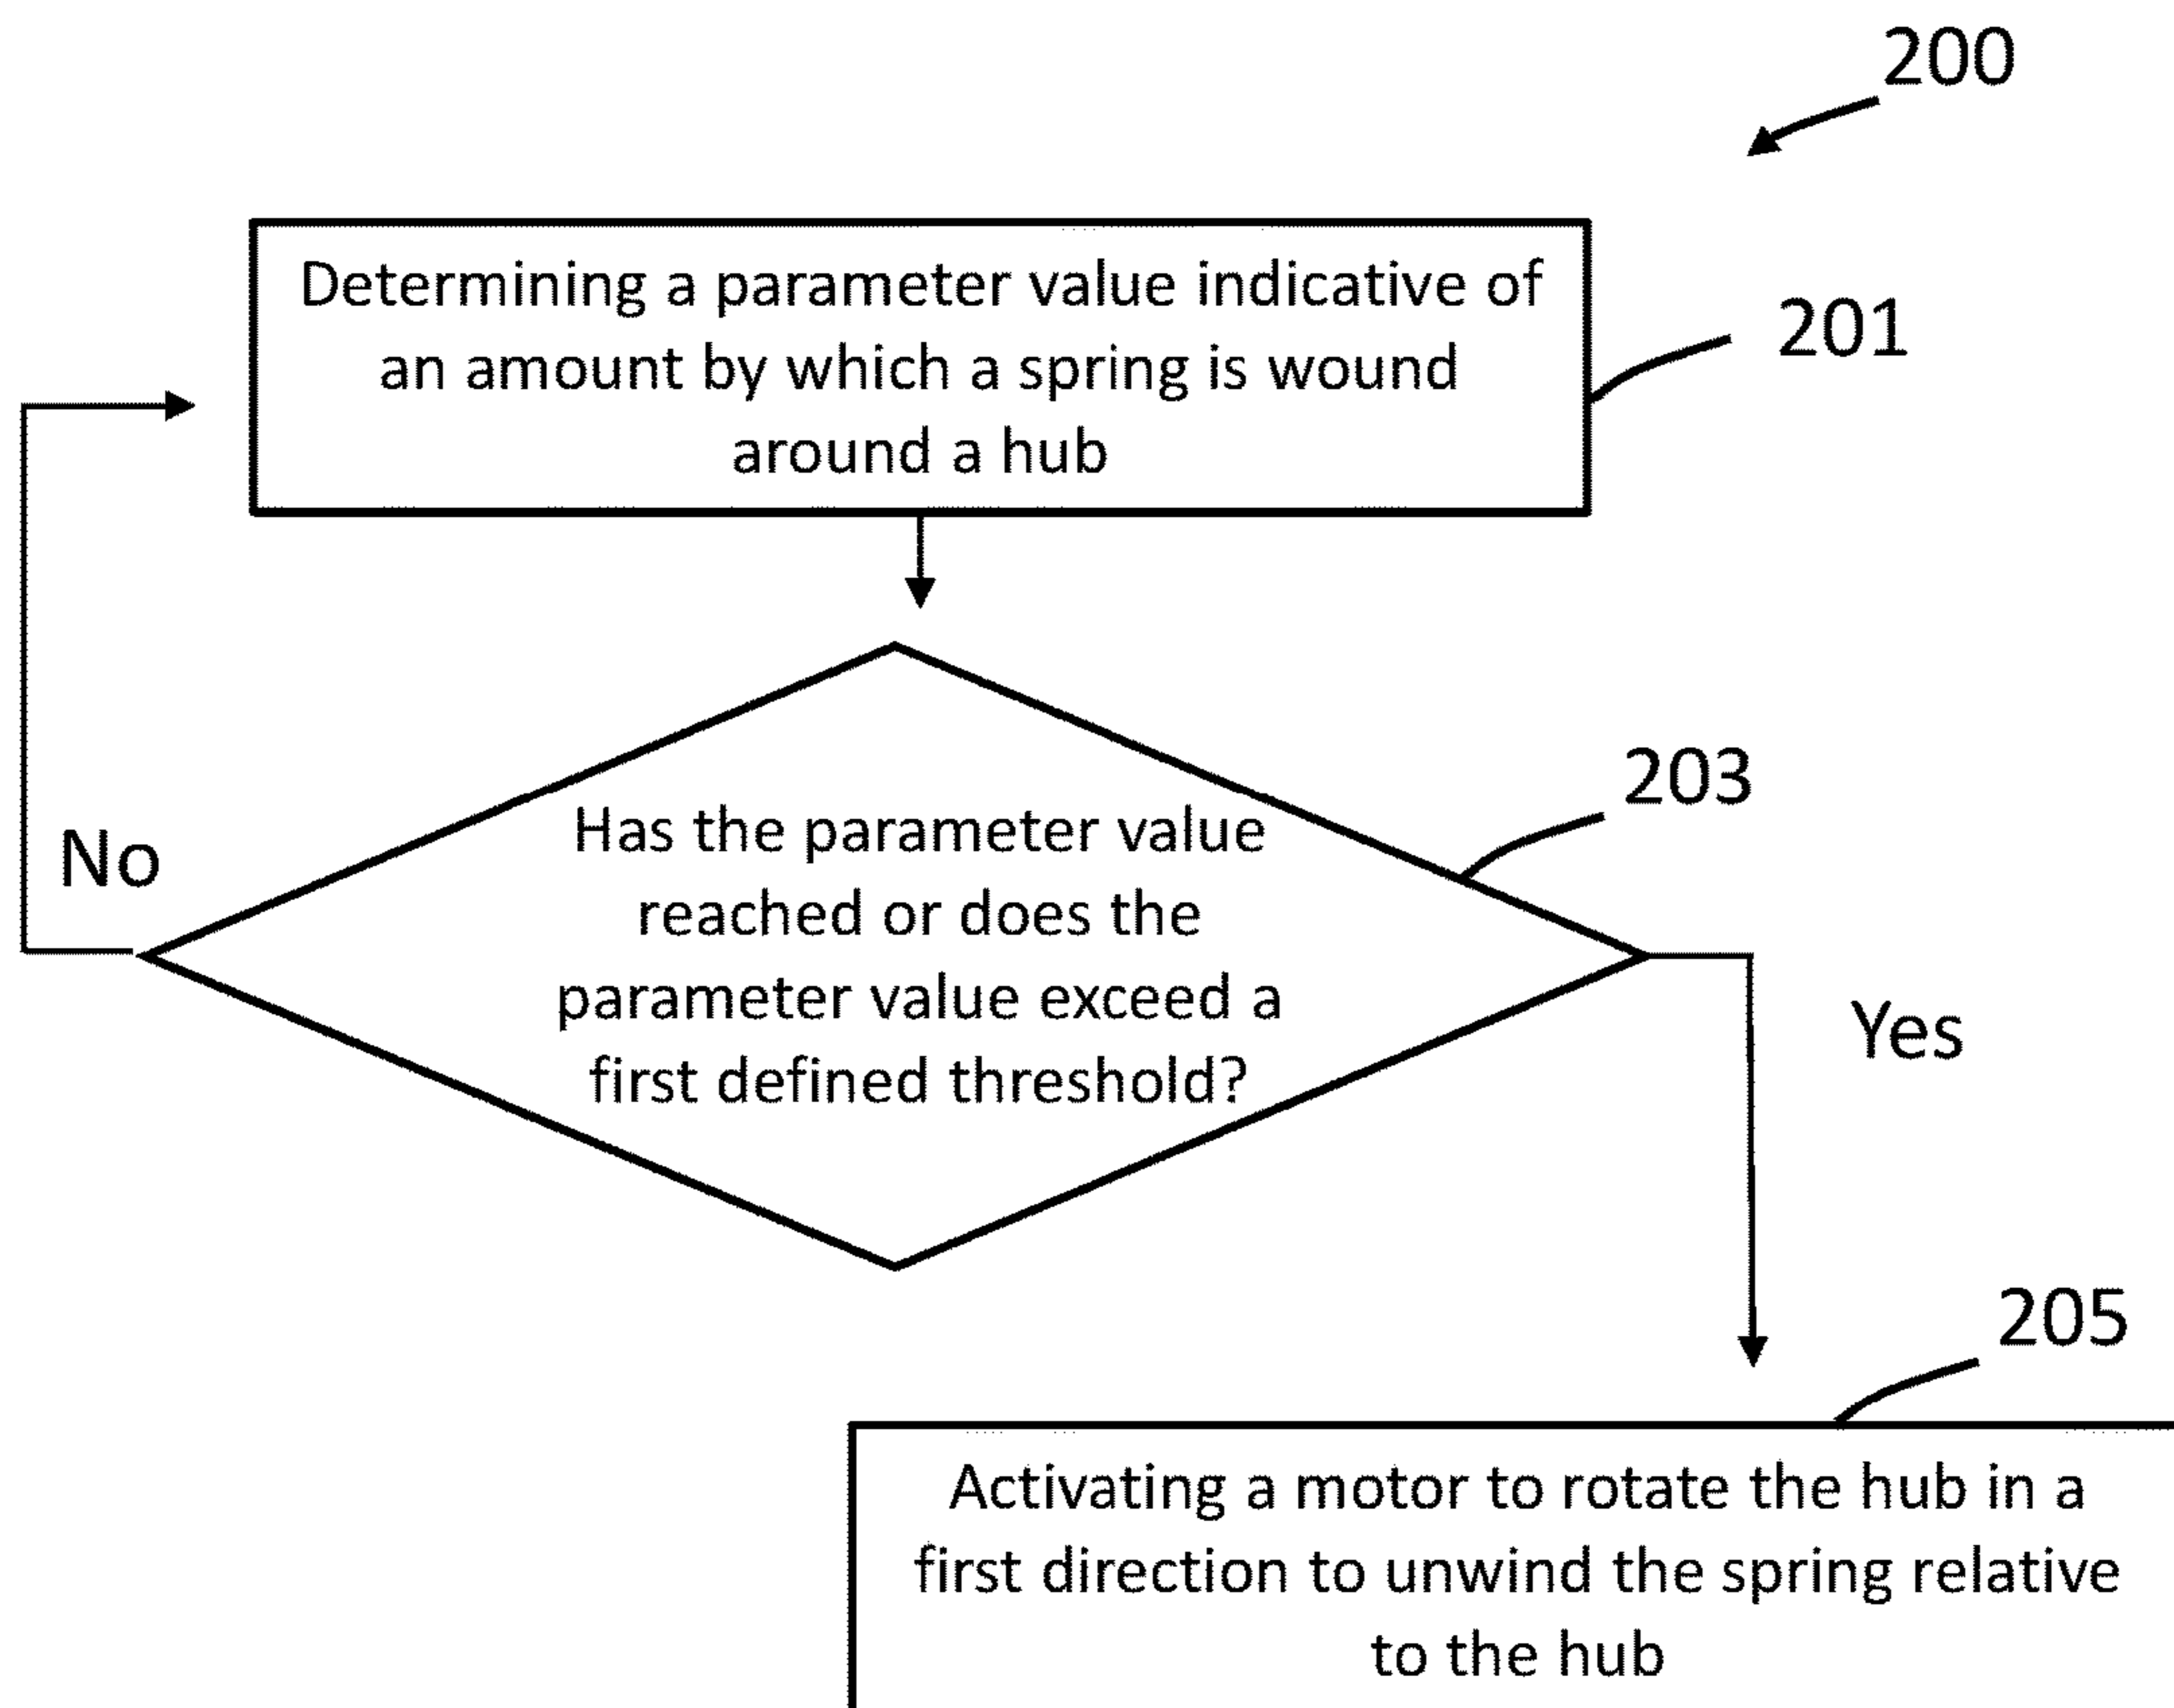 200
Determining a parameter value indicative of
an amount by which a spring is wound
around a hub
201
203
Has the parameter value
reached or does the
parameter value exceed a
first defined threshold?
No
Yes
205
Activating a motor to rotate the hub in a
first direction to unwind the spring relative
to the hub